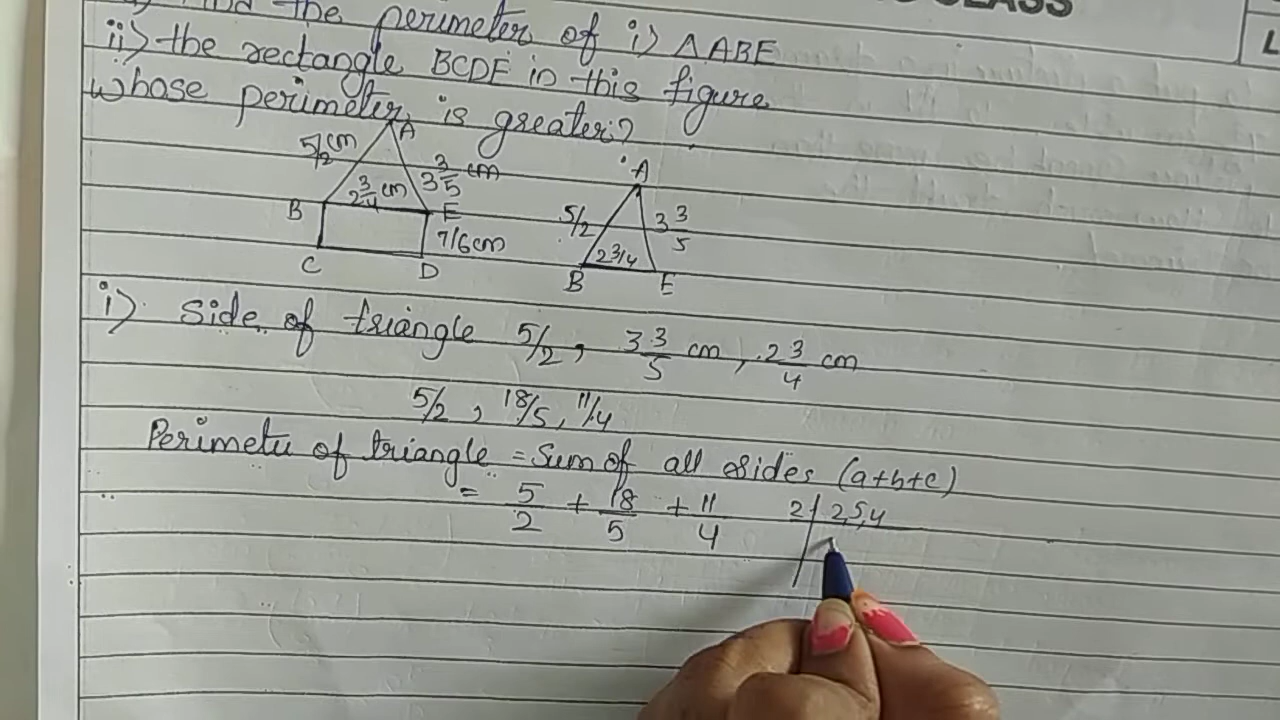 the perimeter of i) △ABE
ii) the rectangle BCDE in this figure
whose perimeter is greater?
5/2 cm A 3 3/5 cm
2 3/4 cm
B E 7/6cm
C D
A
5/2 3 3/5
2 3/4
B E
i) Side of triangle 5/2, 3 3/5 cm, 2 3/4 cm
5/2, 18/5, 11/4
Perimetu of triangle = Sum of all sides (a+b+c)
= 5/2 + 18/5 + 11/4 2 2,5,4